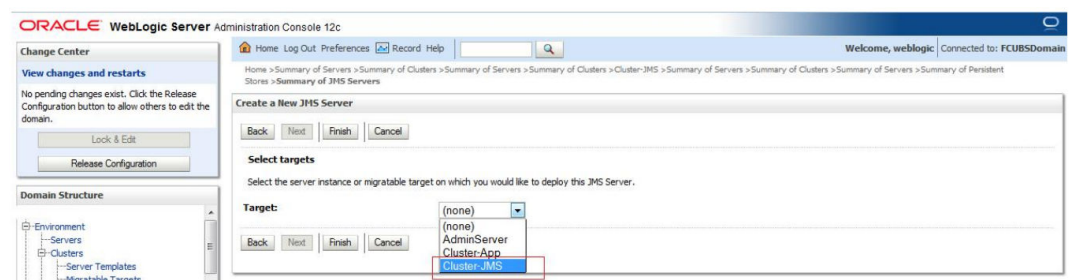 ORACLE WebLogic Server Administration Console 12c
Change Center
View changes and restarts
No pending changes exist. Click the Release
Configuration button to allow others to edit the
domain.
Lock & Edit
Release Configuration
Domain Structure
Environment
Servers
Clusters
Server Templates
Migratable Targets
Home Log Out Preferences Record Help
Welcome, weblogic Connected to: FCUBSDomain
Home >Summary of Servers >Summary of Clusters >Summary of Servers >Summary of Clusters >Cluster-JMS >Summary of Servers >Summary of Clusters >Summary of Servers >Summary of Persistent
Stores >Summary of JMS Servers
Create a New JMS Server
Back Next Finish Cancel
Select targets
Select the server instance or migratable target on which you would like to deploy this JMS Server.
Target: (none)
(none)
AdminServer
Cluster-App
Cluster-JMS
Back Next Finish Cancel